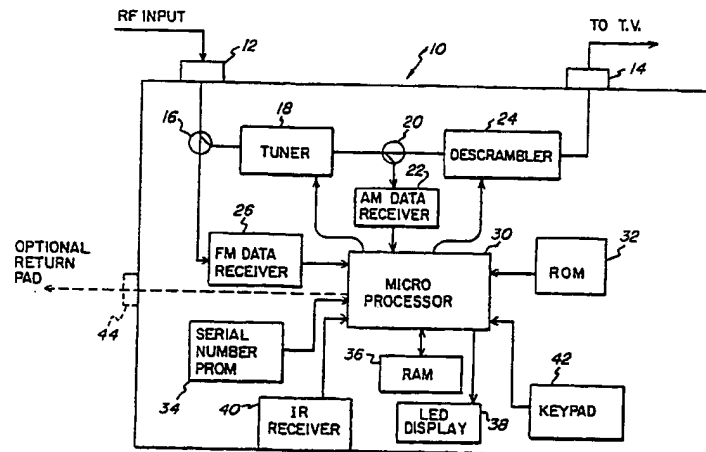 RF INPUT
TO T.V.
12
10
14
16
18
TUNER
20
24
DESCRAMBLER
22
AM DATA
RECEIVER
26
FM DATA
RECEIVER
30
MICRO
PROCESSOR
32
ROM
OPTIONAL
RETURN
PAD
44
SERIAL
NUMBER
PROM
34
36
RAM
42
KEYPAD
40
IR
RECEIVER
LED
DISPLAY
38